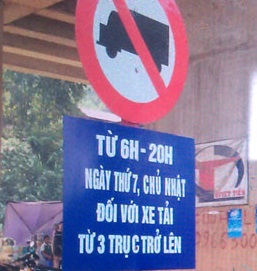 TỪ 6H - 20H
NGÀY THỨ 7, CHỦ NHẬT
ĐỐI VỚI XE TẢI
TỪ 3 TRỤC TRỞ LÊN